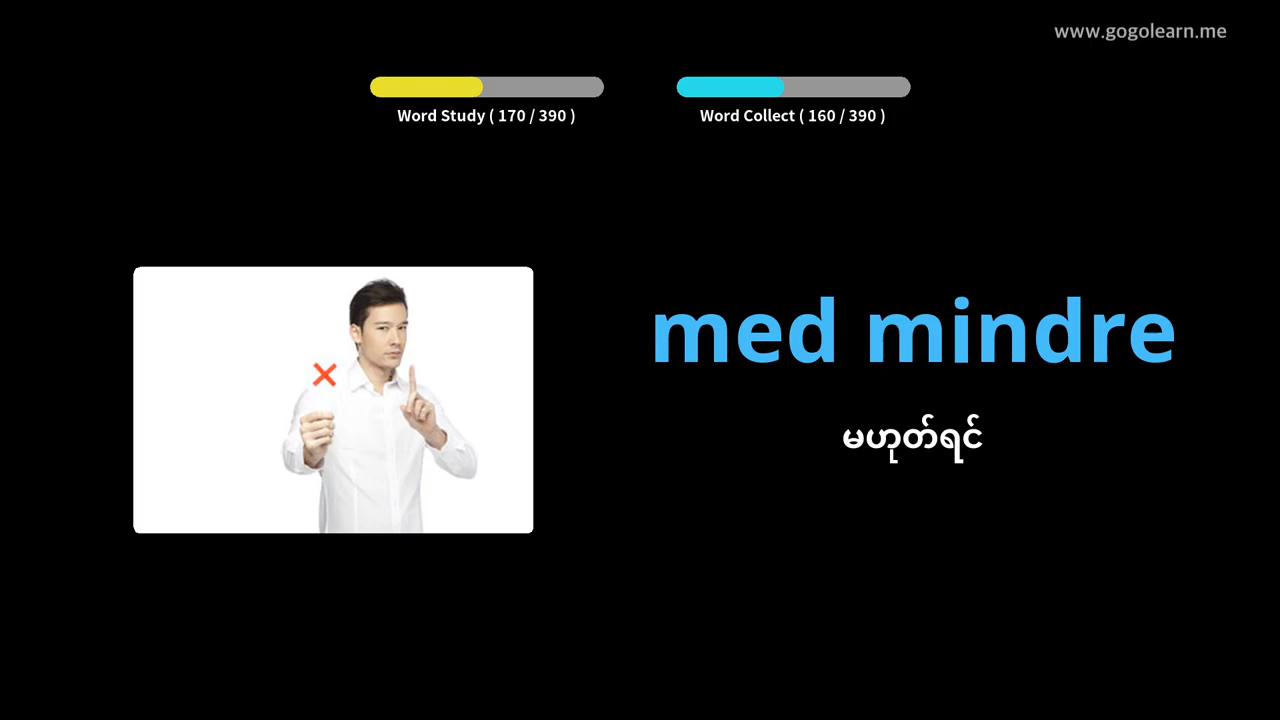 www.gogolearn.me
Word Study ( 170 / 390 )
Word Collect ( 160 / 390 )
med mindre
မဟုတ်ရင်